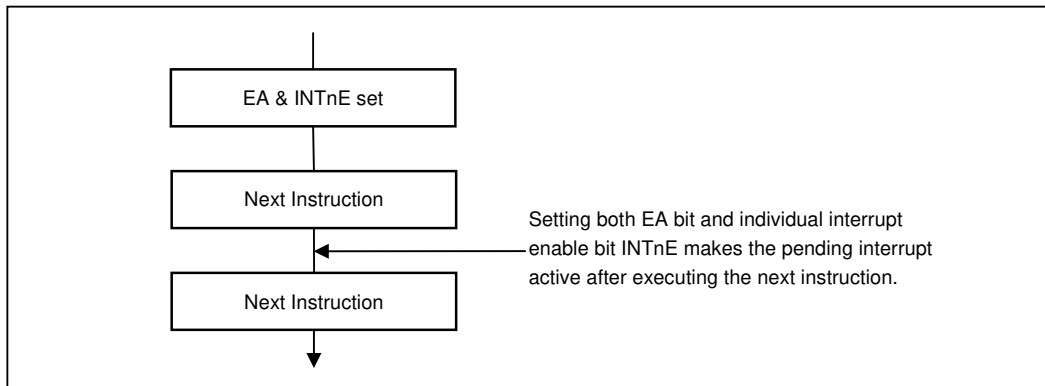 EA & INTnE set
Next Instruction
Setting both EA bit and individual interrupt
enable bit INTnE makes the pending interrupt
active after executing the next instruction.
Next Instruction